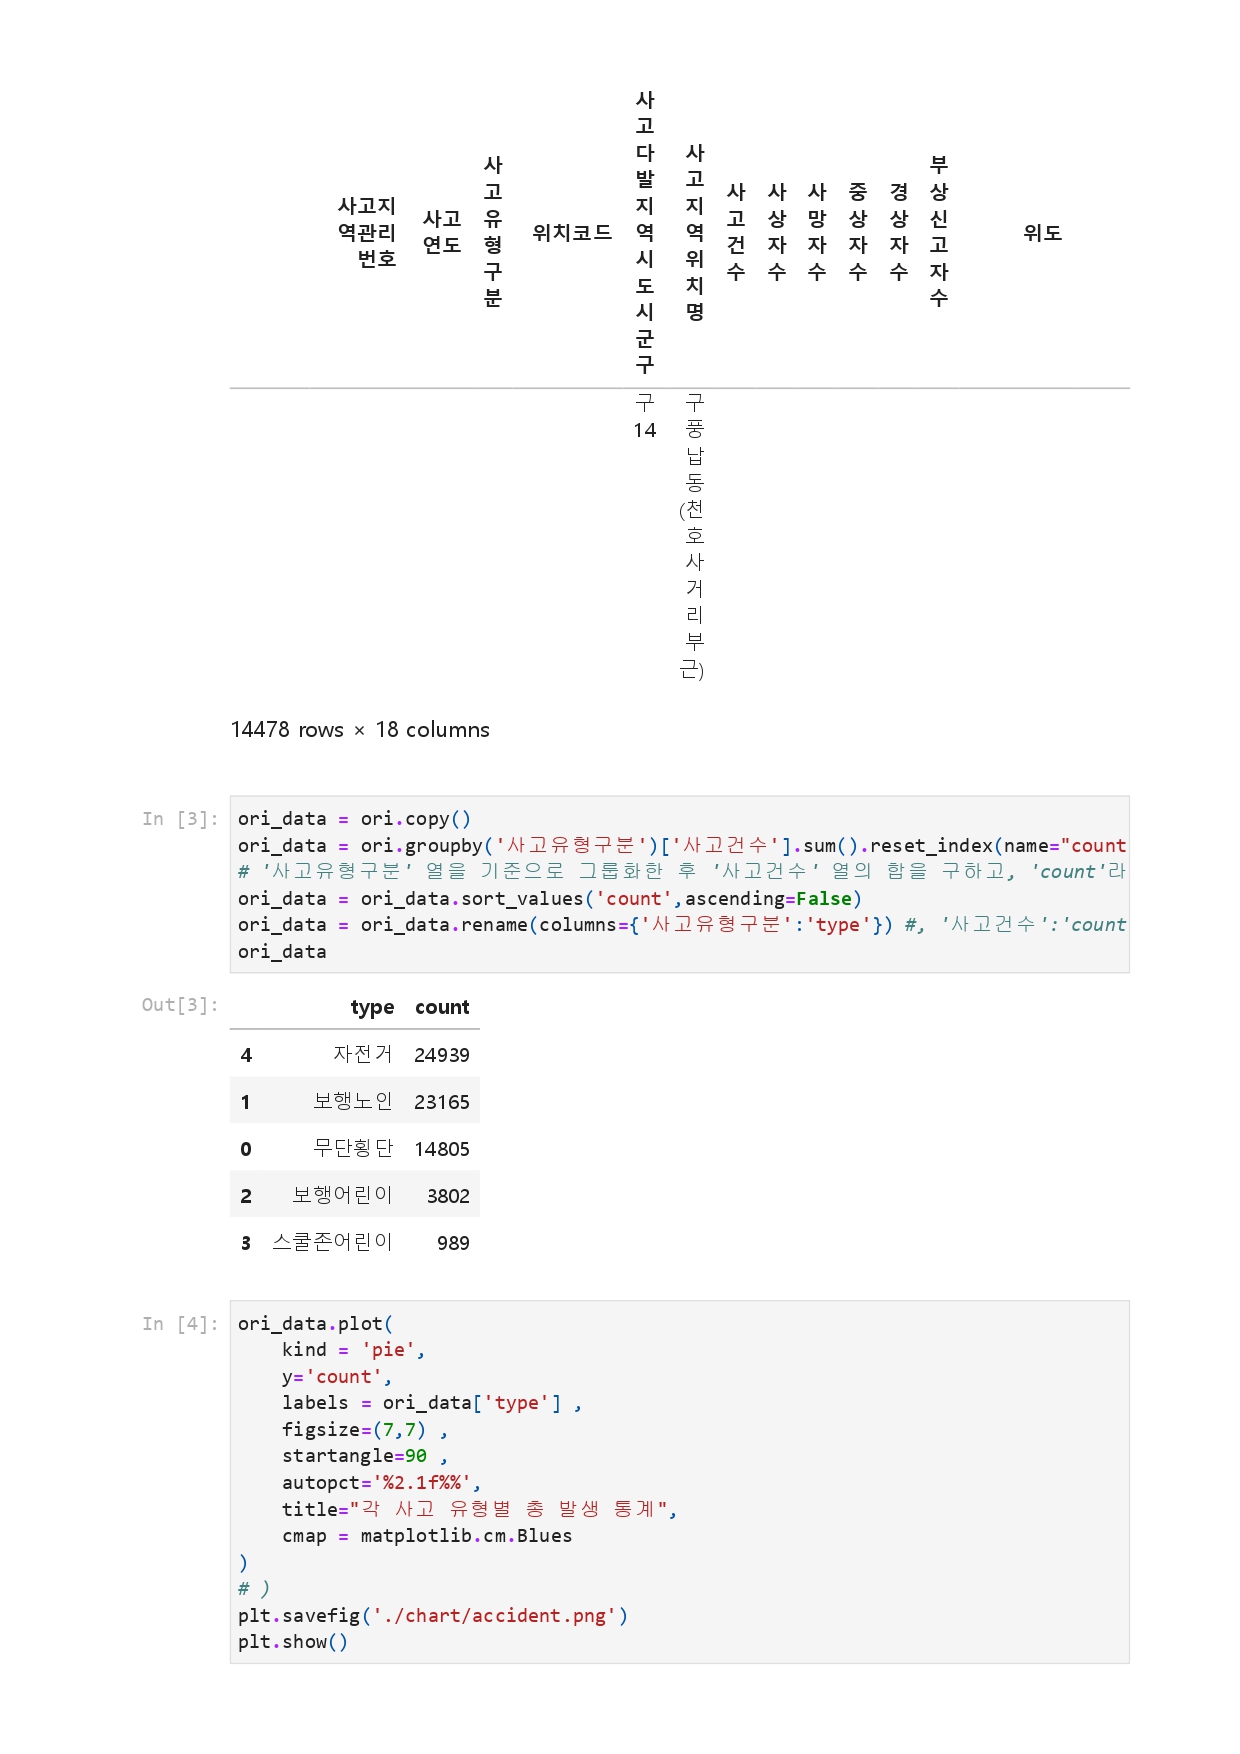 사고지역관리번호 사고연도 사고유형구분 위치코드 사고다발지역시도시군구 사고지역위치명 사고건수 사상자수 사망자수 중상자수 경상자수 부상신고자수 위도
구14 구풍납동(천호사거리부근)
14478 rows × 18 columns
In [3]:
ori_data = ori.copy()
ori_data = ori.groupby('사고유형구분')['사고건수'].sum().reset_index(name="count
# '사고유형구분' 열을 기준으로 그룹화한 후 '사고건수' 열의 합을 구하고, 'count'라
ori_data = ori_data.sort_values('count',ascending=False)
ori_data = ori_data.rename(columns={'사고유형구분':'type'}) #, '사고건수':'count
ori_data
Out[3]:
type count
4 자전거 24939
1 보행노인 23165
0 무단횡단 14805
2 보행어린이 3802
3 스쿨존어린이 989
In [4]:
ori_data.plot(
    kind = 'pie',
    y='count',
    labels = ori_data['type'] ,
    figsize=(7,7) ,
    startangle=90 ,
    autopct='%2.1f%%',
    title="각 사고 유형별 총 발생 통계",
    cmap = matplotlib.cm.Blues
)
# )
plt.savefig('./chart/accident.png')
plt.show()